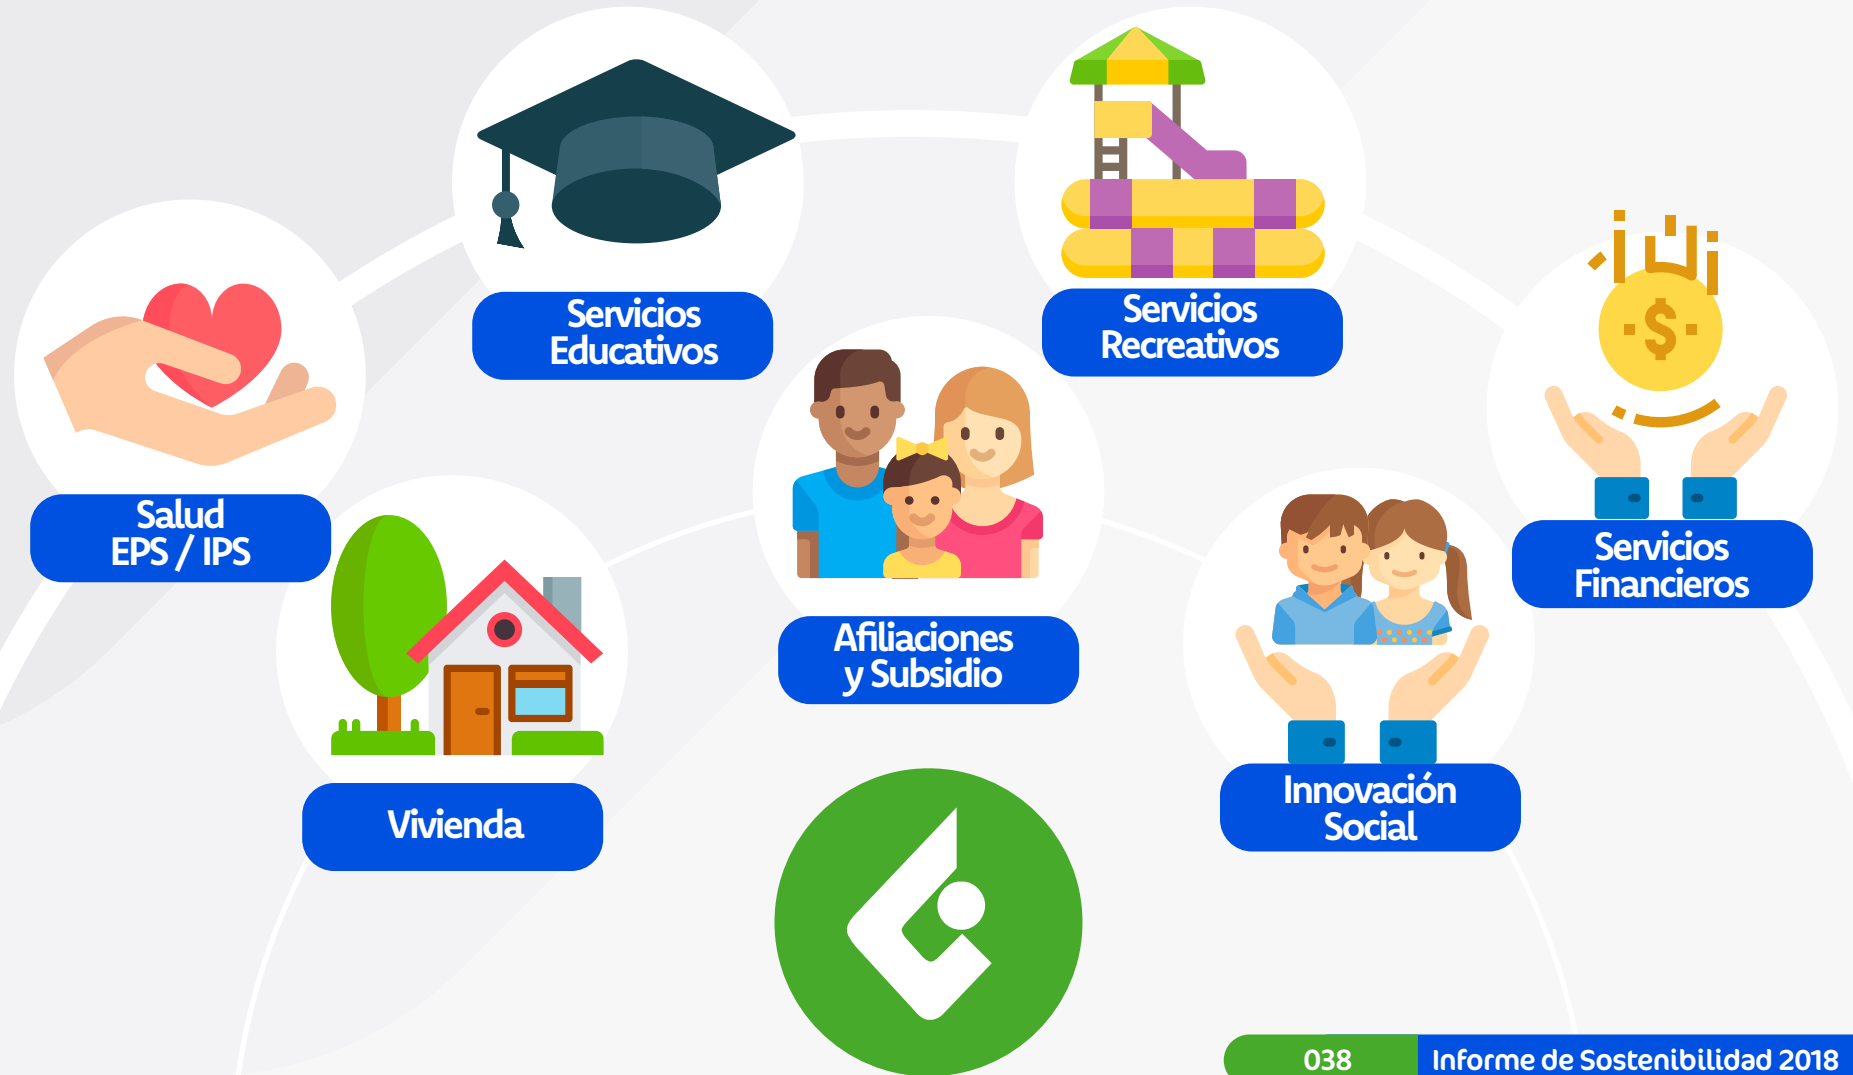 Servicios
Educativos
Servicios
Recreativos
Salud
EPS / IPS
Servicios
Financieros
Afiliaciones
y Subsidio
Vivienda
Innovación
Social
$
038
Informe de Sostenibilidad 2018